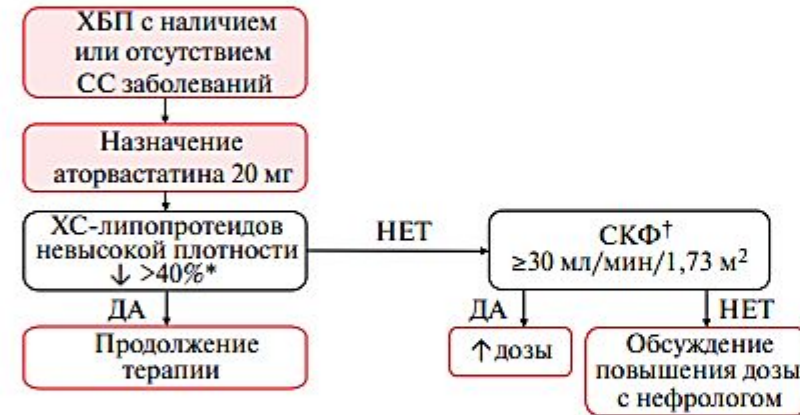 ХБП с наличием
или отсутствием
СС заболеваний
Назначение
аторвастатина 20 мг
ХС-липопротеидов
невысокой плотности
↓ >40%*
НЕТ
СКФ†
≥30 мл/мин/1,73 м²
ДА
Продолжение
терапии
ДА
↑ дозы
НЕТ
Обсуждение
повышения дозы
с нефрологом